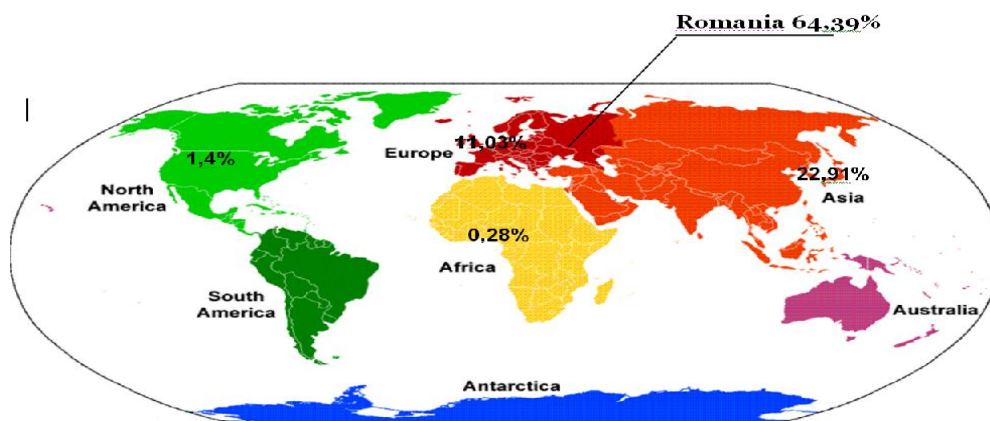 Romania 64,39%
11,03%
Europe
1,4%
North
America
22,91%
Asia
0,28%
Africa
South
America
Australia
Antarctica